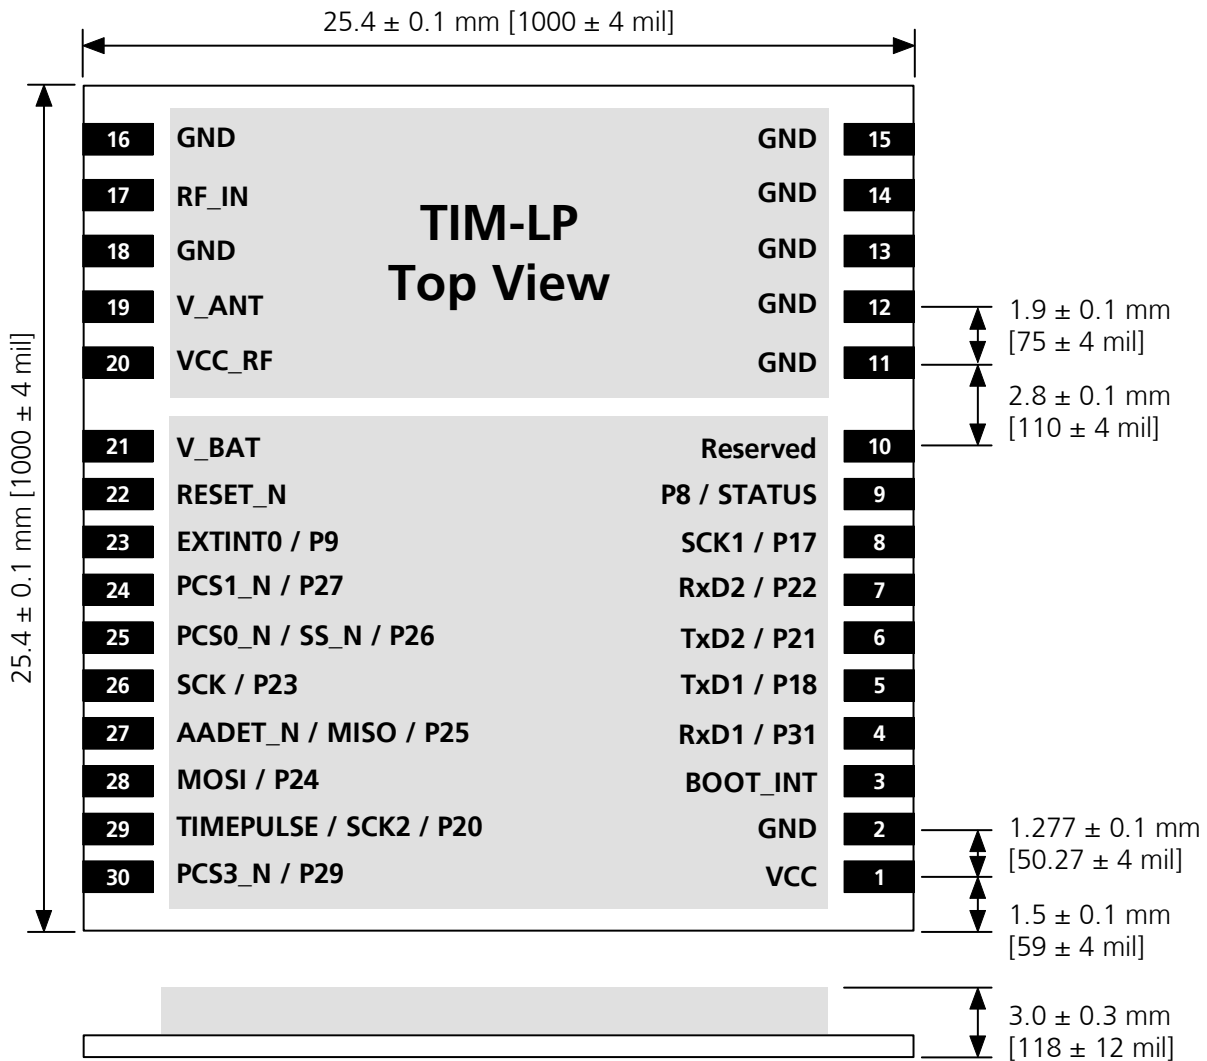 25.4 ± 0.1 mm [1000 ± 4 mil]
25.4 ± 0.1 mm [1000 ± 4 mil]
TIM-LP
Top View
16 GND
17 RF_IN
18 GND
19 V_ANT
20 VCC_RF
21 V_BAT
22 RESET_N
23 EXTINT0 / P9
24 PCS1_N / P27
25 PCS0_N / SS_N / P26
26 SCK / P23
27 AADET_N / MISO / P25
28 MOSI / P24
29 TIMEPULSE / SCK2 / P20
30 PCS3_N / P29
GND 15
GND 14
GND 13
GND 12
GND 11
Reserved 10
P8 / STATUS 9
SCK1 / P17 8
RxD2 / P22 7
TxD2 / P21 6
TxD1 / P18 5
RxD1 / P31 4
BOOT_INT 3
GND 2
VCC 1
1.9 ± 0.1 mm
[75 ± 4 mil]
2.8 ± 0.1 mm
[110 ± 4 mil]
1.277 ± 0.1 mm
[50.27 ± 4 mil]
1.5 ± 0.1 mm
[59 ± 4 mil]
3.0 ± 0.3 mm
[118 ± 12 mil]